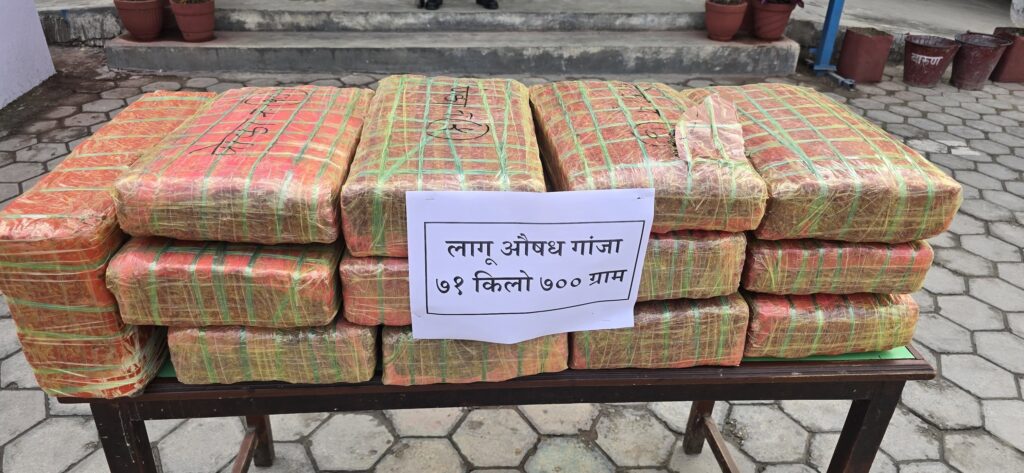 लागू औषध गांजा
७१ किलो ७०० ग्राम